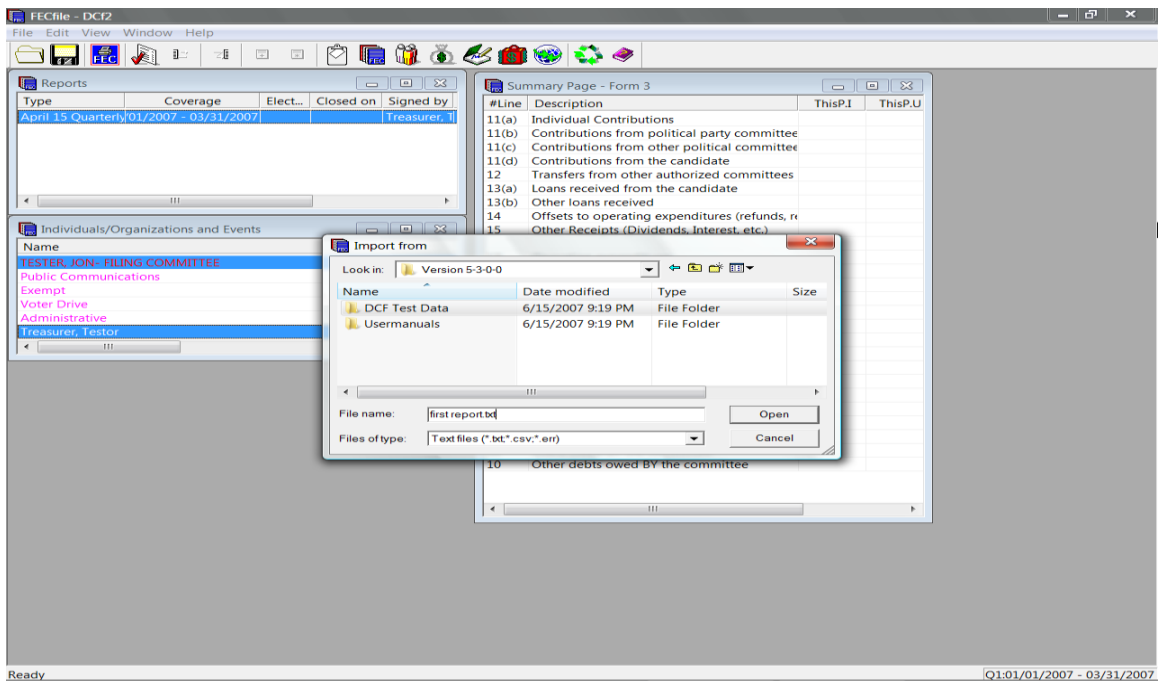 FECfile - DCf2
File Edit View Window Help
FEC
Reports
Type Coverage Elect... Closed on Signed by
April 15 Quarterly '01/2007 - 03/31/2007 Treasurer, T
Individuals/Organizations and Events
Name
TESTER, JON- FILING COMMITTEE
Public Communications
Exempt
Voter Drive
Administrative
Treasurer, Testor
Summary Page - Form 3
#Line Description ThisP.I ThisP.U
11(a) Individual Contributions
11(b) Contributions from political party committee
11(c) Contributions from other political committee
11(d) Contributions from the candidate
12 Transfers from other authorized committees
13(a) Loans received from the candidate
13(b) Other loans received
14 Offsets to operating expenditures (refunds, re
15 Other Receipts (Dividends, Interest, etc.)
10 Other debts owed BY the committee
Import from
Look in: Version 5-3-0-0
Name Date modified Type Size
DCF Test Data 6/15/2007 9:19 PM File Folder
Usermanuals 6/15/2007 9:19 PM File Folder
File name: first report.txt Open
Files of type: Text files (*.txt;*.csv;*.err) Cancel
Ready Q1:01/01/2007 - 03/31/2007